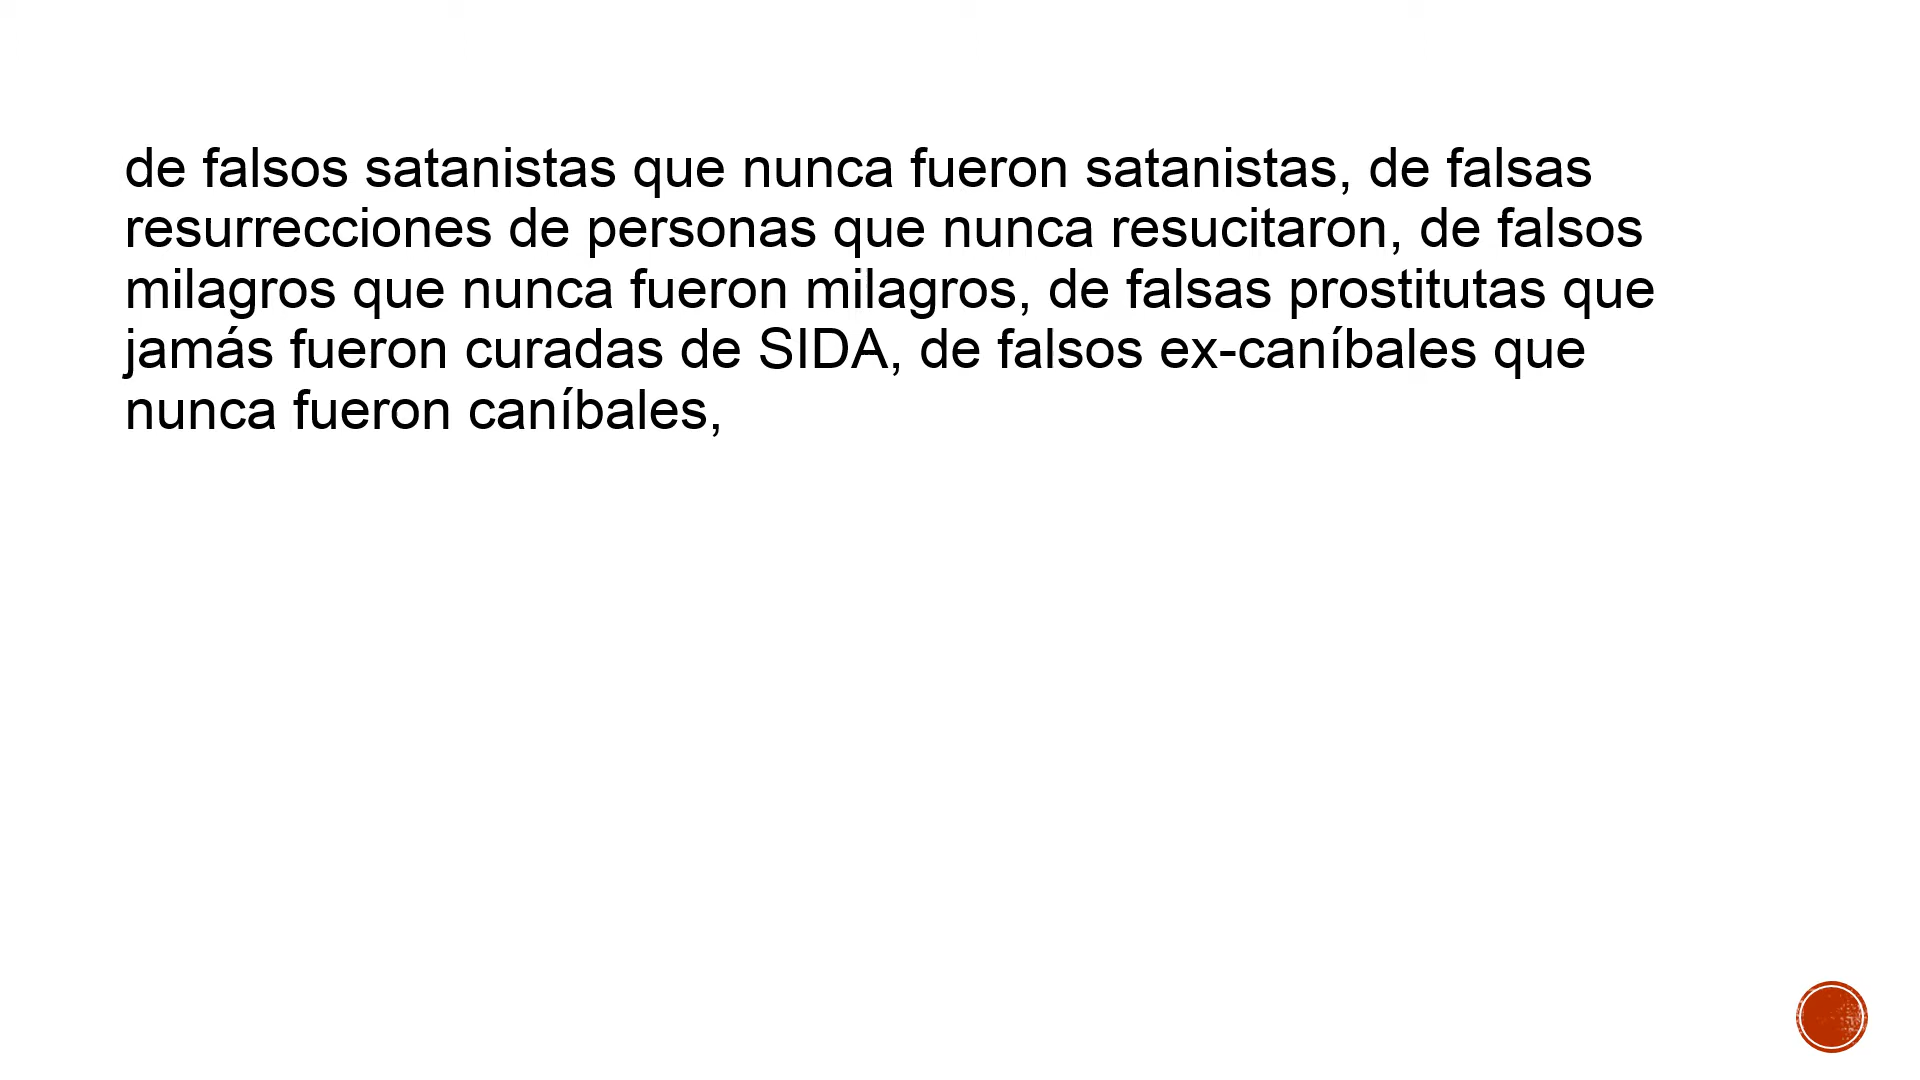 de falsos satanistas que nunca fueron satanistas, de falsas
resurrecciones de personas que nunca resucitaron, de falsos
milagros que nunca fueron milagros, de falsas prostitutas que
jamás fueron curadas de SIDA, de falsos ex-caníbales que
nunca fueron caníbales,